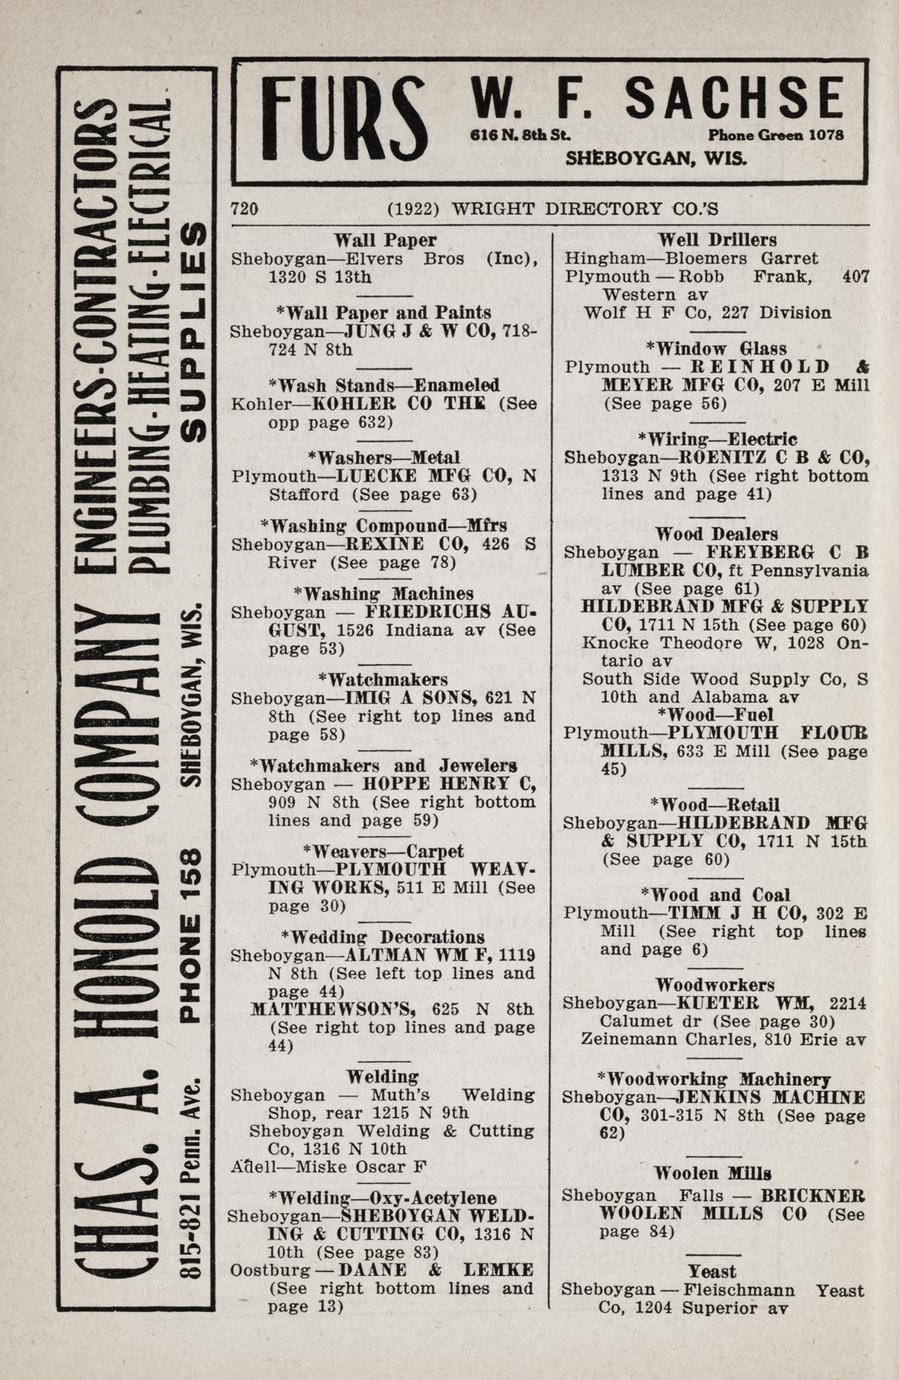 FURS
W. F. SACHSE
616 N. 8th St. Phone Green 1078
SHEBOYGAN, WIS.
CHAS. A. HONOLD COMPANY
ENGINEERS-CONTRACTORS
PLUMBING-HEATING-ELECTRICAL
815-821 Penn. Ave. PHONE 158 SHEBOYGAN, WIS. SUPPLIES
720 (1922) WRIGHT DIRECTORY CO.'S
Wall Paper
Sheboygan—Elvers Bros (Inc),
1320 S 13th
*Wall Paper and Paints
Sheboygan—JUNG J & W CO, 718-
724 N 8th
*Wash Stands—Enameled
Kohler—KOHLER CO THE (See
opp page 632)
*Washers—Metal
Plymouth—LUECKE MFG CO, N
Stafford (See page 63)
*Washing Compound—Mfrs
Sheboygan—REXINE CO, 426 S
River (See page 78)
*Washing Machines
Sheboygan — FRIEDRICHS AU-
GUST, 1526 Indiana av (See
page 53)
*Watchmakers
Sheboygan—IMIG A SONS, 621 N
8th (See right top lines and
page 58)
*Watchmakers and Jewelers
Sheboygan — HOPPE HENRY C,
909 N 8th (See right bottom
lines and page 59)
*Weavers—Carpet
Plymouth—PLYMOUTH WEAV-
ING WORKS, 511 E Mill (See
page 30)
*Wedding Decorations
Sheboygan—ALTMAN WM F, 1119
N 8th (See left top lines and
page 44)
MATTHEWSON'S, 625 N 8th
(See right top lines and page
44)
Welding
Sheboygan — Muth's Welding
Shop, rear 1215 N 9th
Sheboygan Welding & Cutting
Co, 1316 N 10th
Adell—Miske Oscar F
*Welding—Oxy-Acetylene
Sheboygan—SHEBOYGAN WELD-
ING & CUTTING CO, 1316 N
10th (See page 83)
Oostburg — DAANE & LEMKE
(See right bottom lines and
page 13)
Well Drillers
Hingham—Bloemers Garret
Plymouth — Robb Frank, 407
Western av
Wolf H F Co, 227 Division
*Window Glass
Plymouth — REINHOLD &
MEYER MFG CO, 207 E Mill
(See page 56)
*Wiring—Electric
Sheboygan—ROENITZ C B & CO,
1313 N 9th (See right bottom
lines and page 41)
Wood Dealers
Sheboygan — FREYBERG C B
LUMBER CO, ft Pennsylvania
av (See page 61)
HILDEBRAND MFG & SUPPLY
CO, 1711 N 15th (See page 60)
Knocke Theodore W, 1028 On-
tario av
South Side Wood Supply Co, S
10th and Alabama av
*Wood—Fuel
Plymouth—PLYMOUTH FLOUR
MILLS, 633 E Mill (See page
45)
*Wood—Retail
Sheboygan—HILDEBRAND MFG
& SUPPLY CO, 1711 N 15th
(See page 60)
*Wood and Coal
Plymouth—TIMM J H CO, 302 E
Mill (See right top lines
and page 6)
Woodworkers
Sheboygan—KUETER WM, 2214
Calumet dr (See page 30)
Zeinemann Charles, 810 Erie av
*Woodworking Machinery
Sheboygan—JENKINS MACHINE
CO, 301-315 N 8th (See page
62)
Woolen Mills
Sheboygan Falls — BRICKNER
WOOLEN MILLS CO (See
page 84)
Yeast
Sheboygan — Fleischmann Yeast
Co, 1204 Superior av